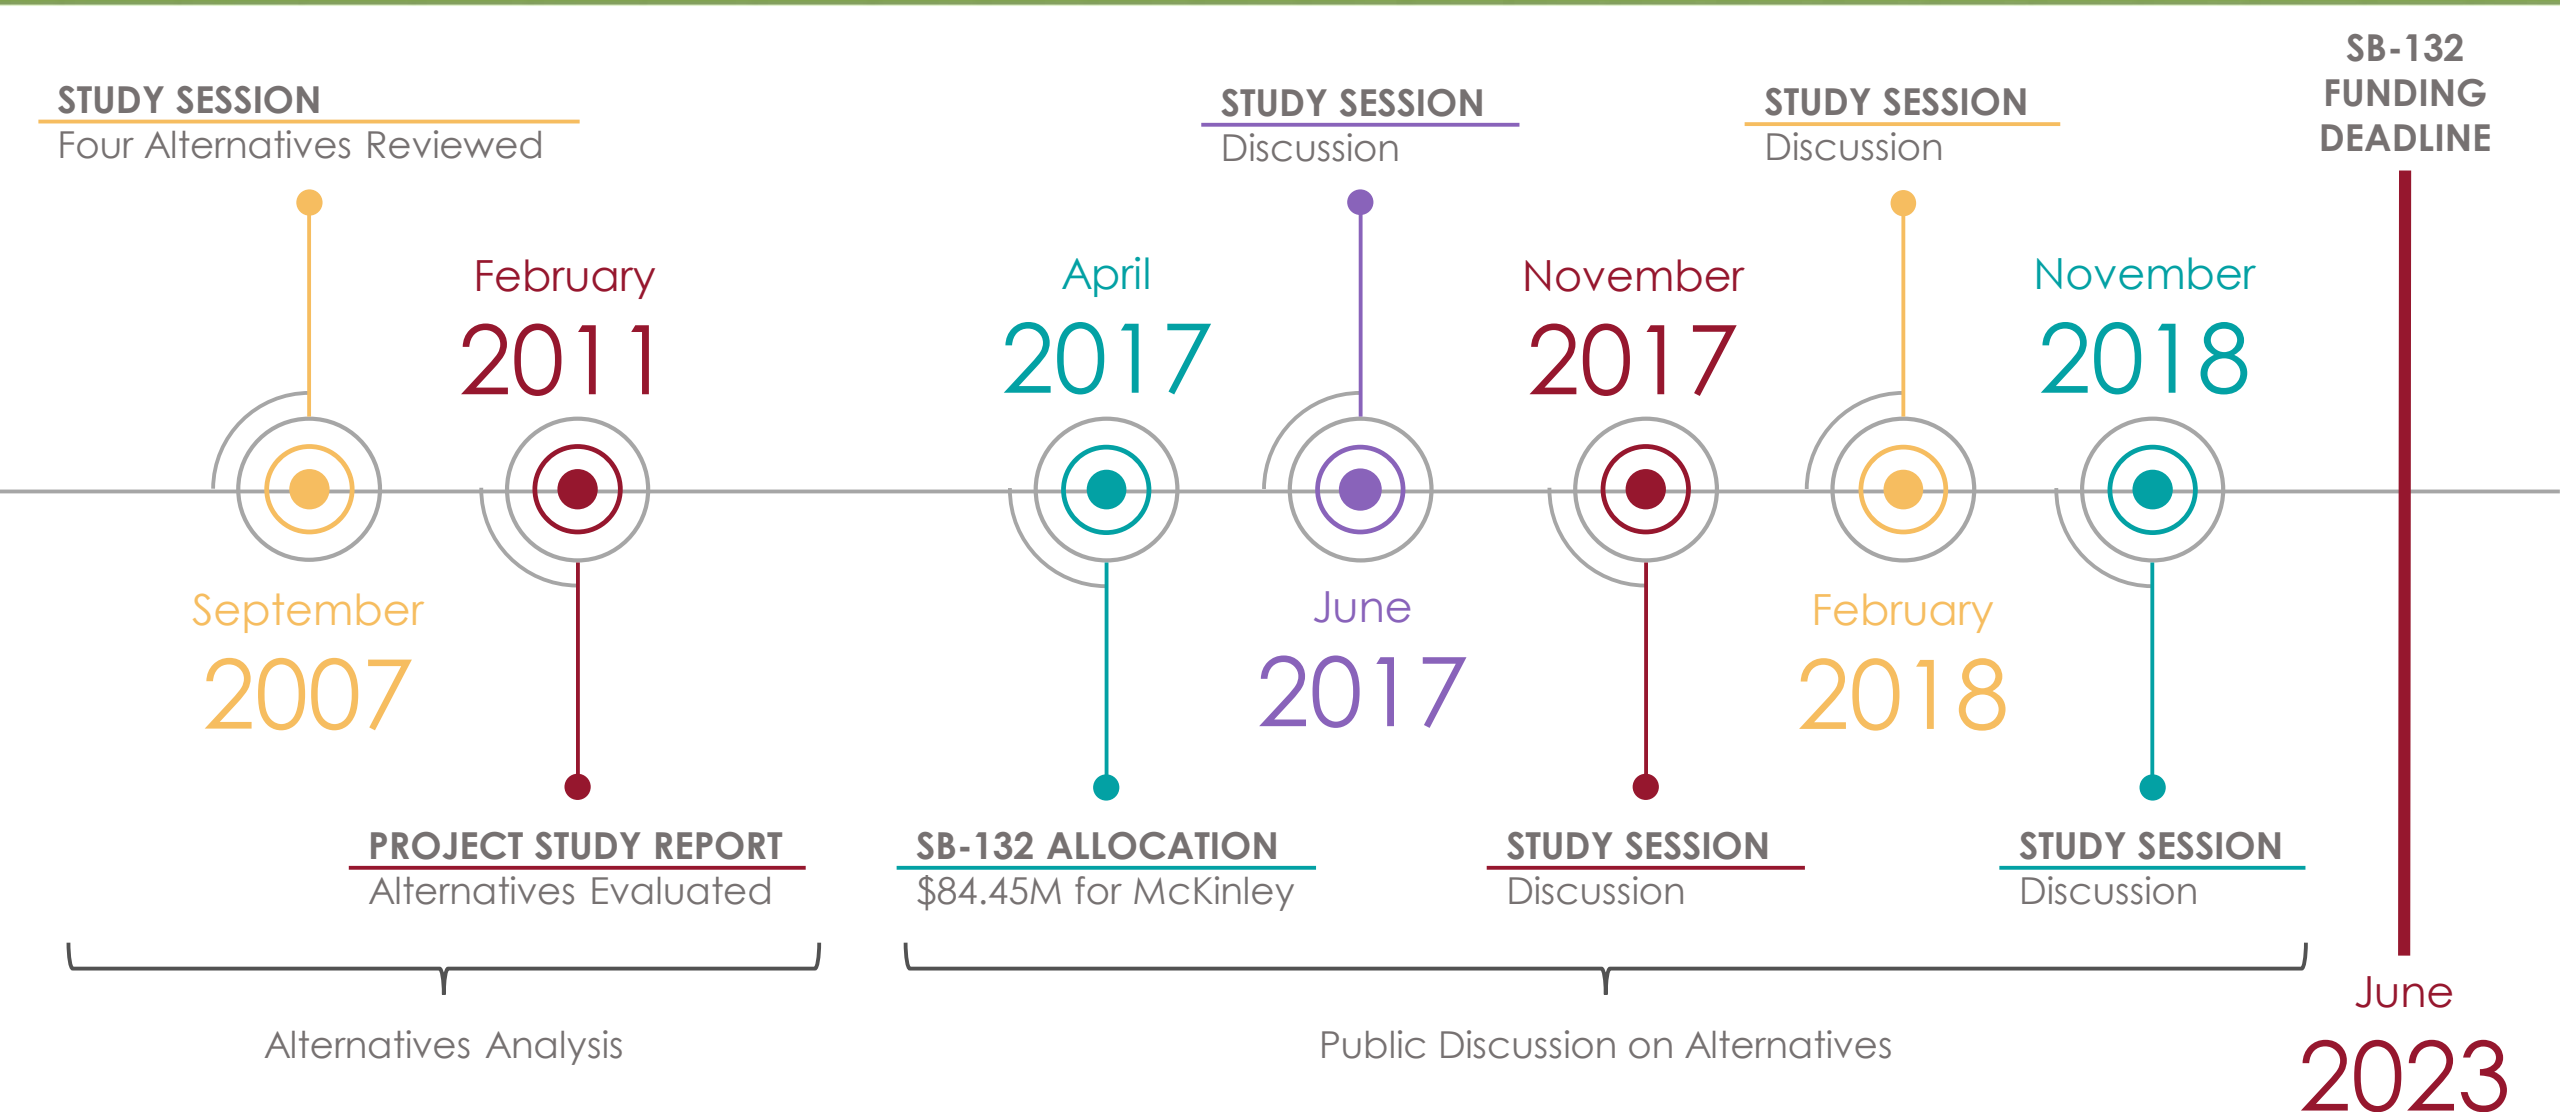 STUDY SESSION
Four Alternatives Reviewed
September
2007
February
2011
PROJECT STUDY REPORT
Alternatives Evaluated
April
2017
SB-132 ALLOCATION
$84.45M for McKinley
STUDY SESSION
Discussion
June
2017
November
2017
STUDY SESSION
Discussion
STUDY SESSION
Discussion
February
2018
November
2018
STUDY SESSION
Discussion
SB-132
FUNDING
DEADLINE
June
2023
Alternatives Analysis
Public Discussion on Alternatives